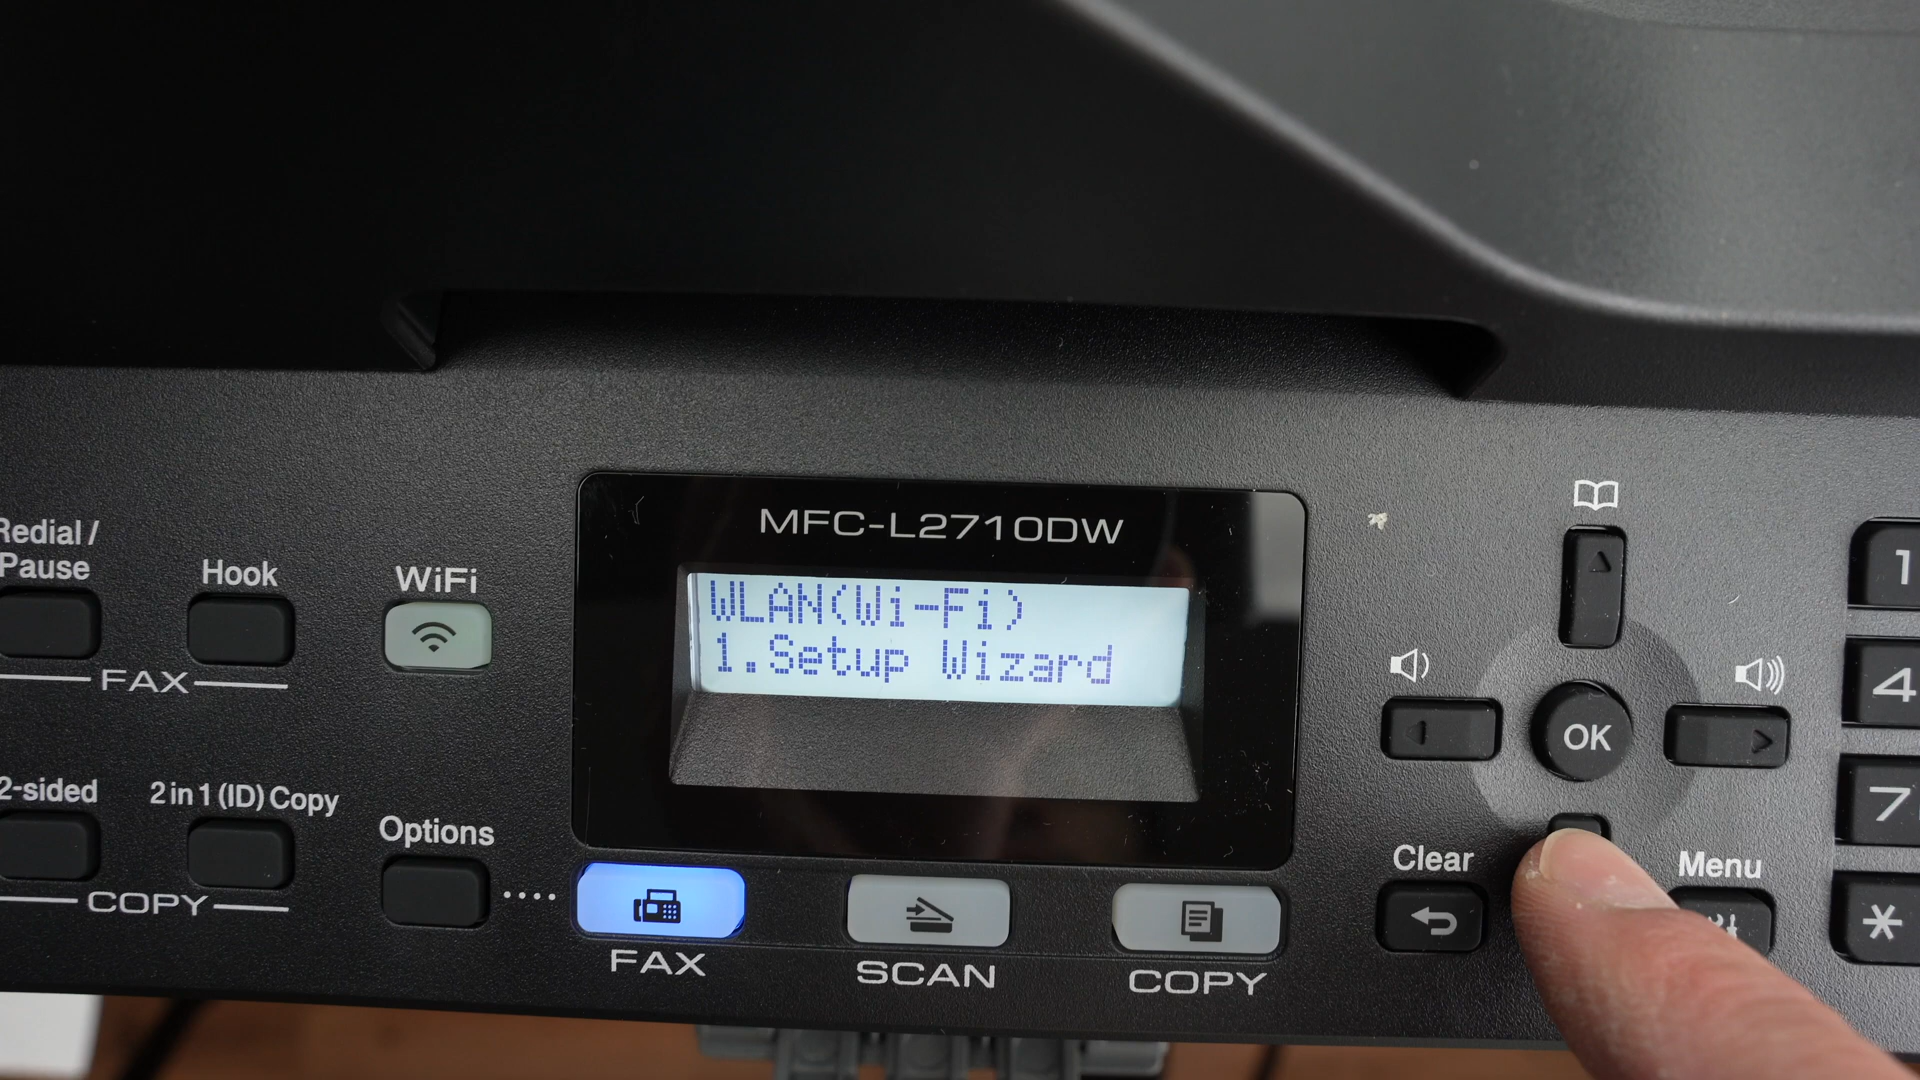 MFC-L2710DW
WLAN(Wi-Fi)
1.Setup Wizard
Redial /
Pause
Hook
WiFi
FAX
2-sided
2 in 1 (ID) Copy
Options
COPY
FAX
SCAN
COPY
OK
Clear
Menu
1
4
7
*